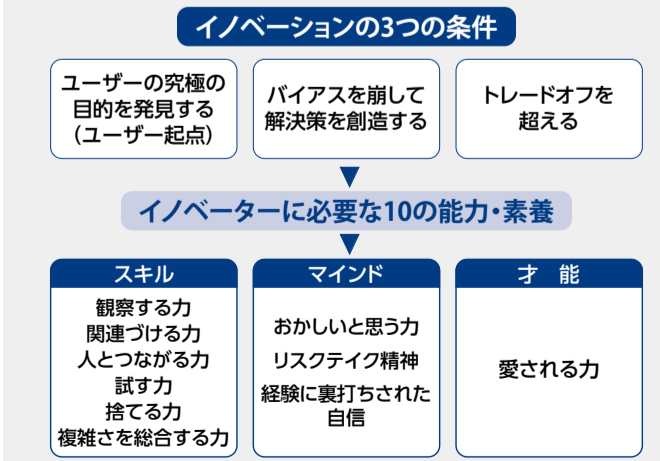 イノベーションの3つの条件
ユーザーの究極の
目的を発見する
（ユーザー起点）
バイアスを崩して
解決策を創造する
トレードオフを
超える
イノベーターに必要な10の能力・素養
スキル
観察する力
関連づける力
人とつながる力
試す力
捨てる力
複雑さを総合する力
マインド
おかしいと思う力
リスクテイク精神
経験に裏打ちされた
自信
才 能
愛される力